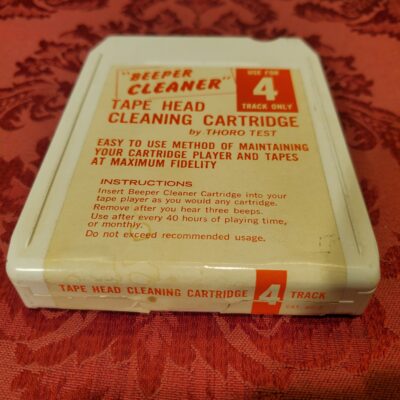 "BEEPER
CLEANER"
USE FOR
4
TRACK ONLY
TAPE HEAD
CLEANING CARTRIDGE
by THORO TEST
EASY TO USE METHOD OF MAINTAINING
YOUR CARTRIDGE PLAYER AND TAPES
AT MAXIMUM FIDELITY
INSTRUCTIONS
Insert Beeper Cleaner Cartridge into your
tape player as you would any cartridge.
Remove after you hear three beeps.
Use after every 40 hours of playing time,
or monthly.
Do not exceed recommended usage.
TAPE HEAD CLEANING CARTRIDGE 4 TRACK